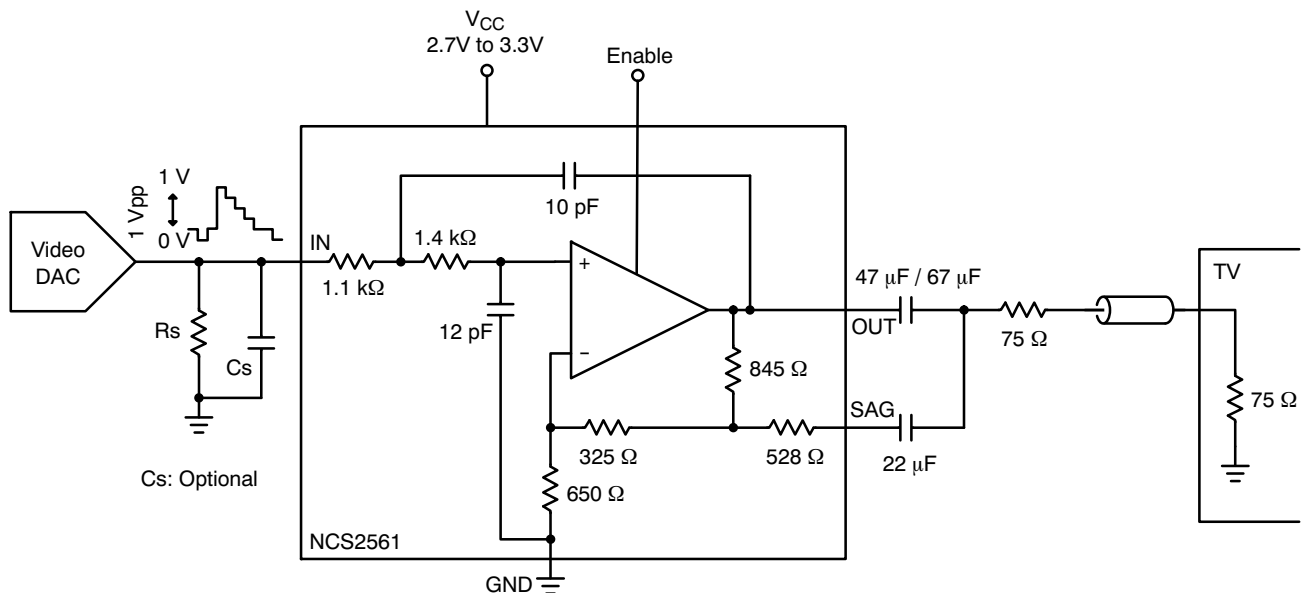 VCC
2.7V to 3.3V
Enable
1 Vpp
1 V
0 V
10 pF
Video
DAC
IN
1.4 kΩ
1.1 kΩ
+
47 μF / 67 μF
TV
12 pF
OUT
75 Ω
Rs
Cs
−
845 Ω
SAG
75 Ω
325 Ω
528 Ω
22 μF
Cs: Optional
650 Ω
NCS2561
GND